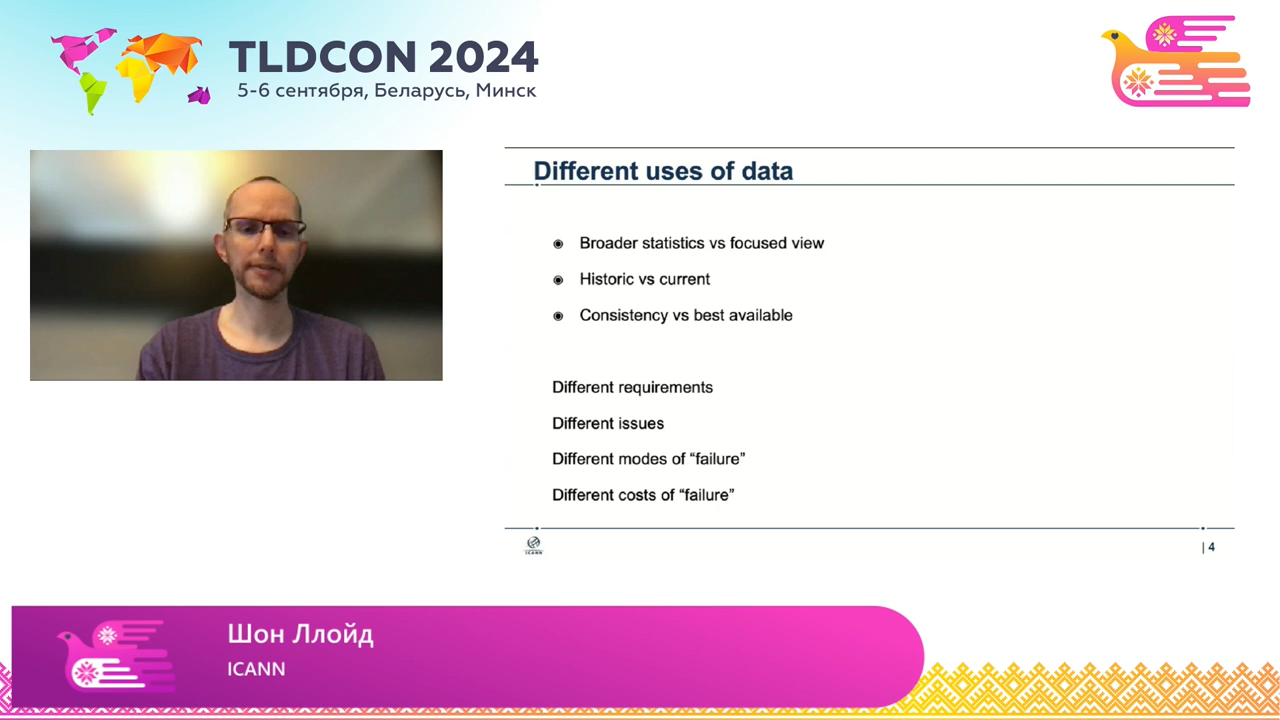 TLDCON 2024
5-6 сентября, Беларусь, Минск
Different uses of data
Broader statistics vs focused view
Historic vs current
Consistency vs best available
Different requirements
Different issues
Different modes of “failure”
Different costs of “failure”
ICANN
| 4
Шон Ллойд
ICANN